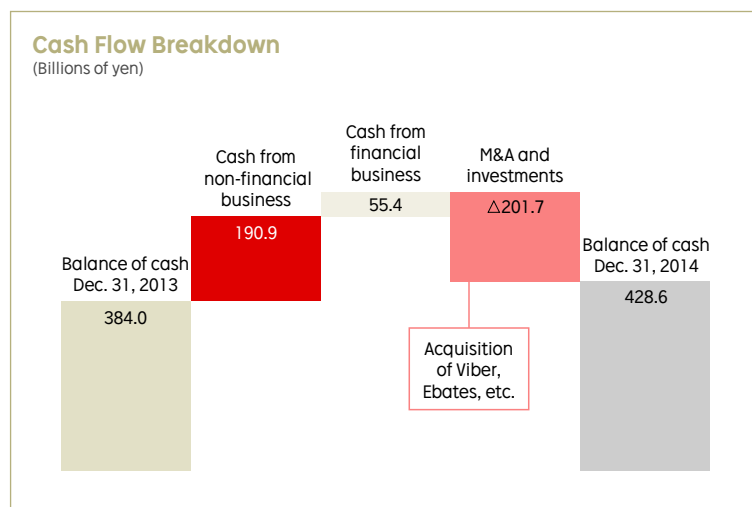 Cash Flow Breakdown
(Billions of yen)
Balance of cash
Dec. 31, 2013
384.0
Cash from
non-financial
business
190.9
Cash from
financial
business
55.4
M&A and
investments
△201.7
Acquisition
of Viber,
Ebates, etc.
Balance of cash
Dec. 31, 2014
428.6